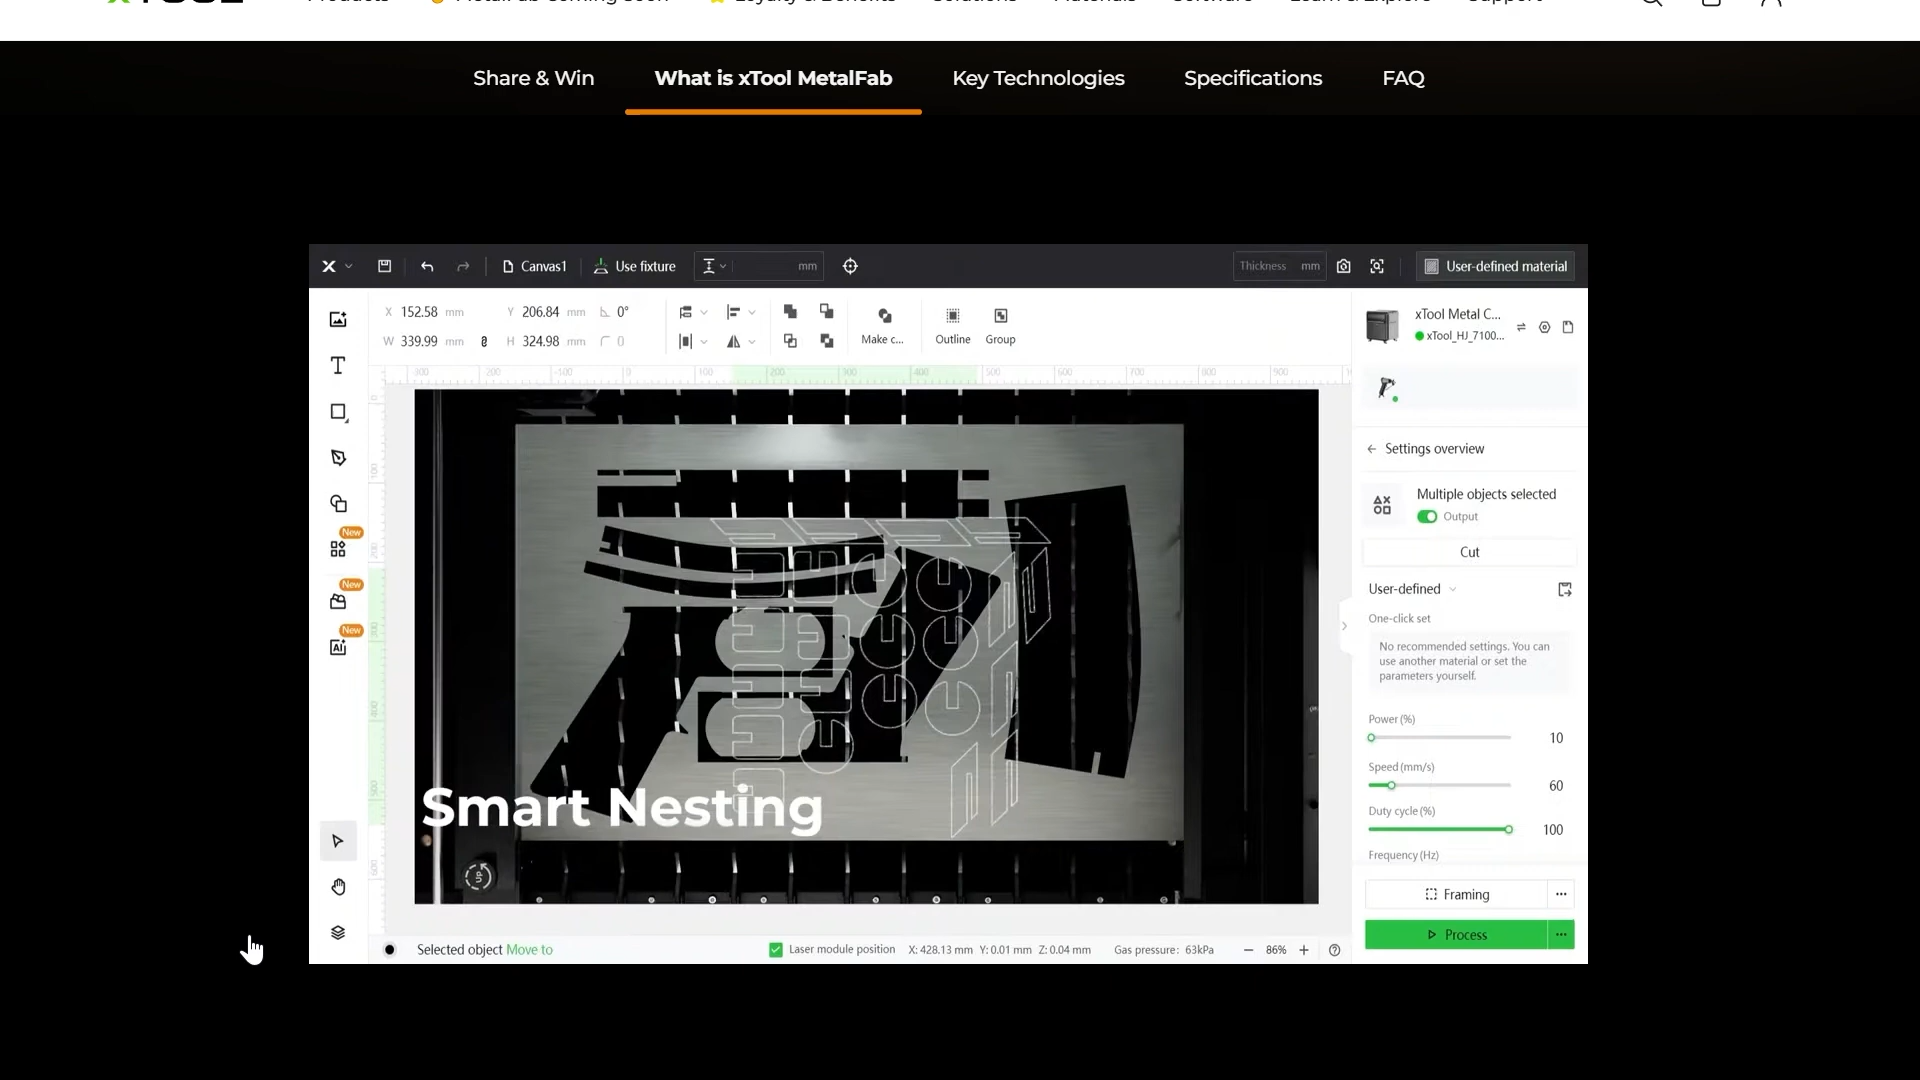 Share & Win What is xTool MetalFab Key Technologies Specifications FAQ
Canvas1 Use fixture mm Thickness mm User-defined material
X 152.58 mm Y 206.84 mm 0°
W 339.99 mm H 324.98 mm 0
Make c... Outline Group
xTool Metal C...
xTool_HJ_7100...
Settings overview
Multiple objects selected
Output
Cut
User-defined
One-click set
No recommended settings. You can
use another material or set the
parameters yourself.
Power (%)
10
Speed (mm/s)
60
Duty cycle (%)
100
Frequency (Hz)
Framing
Process
New
New
New
AI
Smart Nesting
Up
Selected object Move to Laser module position X: 428.13 mm Y: 0.01 mm Z: 0.04 mm Gas pressure: 63kPa 86%